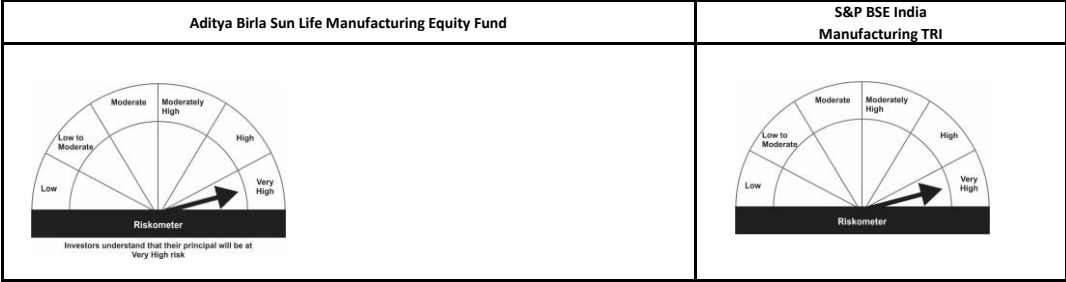 Aditya Birla Sun Life Manufacturing Equity Fund
S&P BSE India
Manufacturing TRI
Moderate
Moderately
High
Low to
Moderate
High
Low
Very
High
Riskometer
Investors understand that their principal will be at
Very High risk
Moderate
Moderately
High
Low to
Moderate
High
Low
Very
High
Riskometer